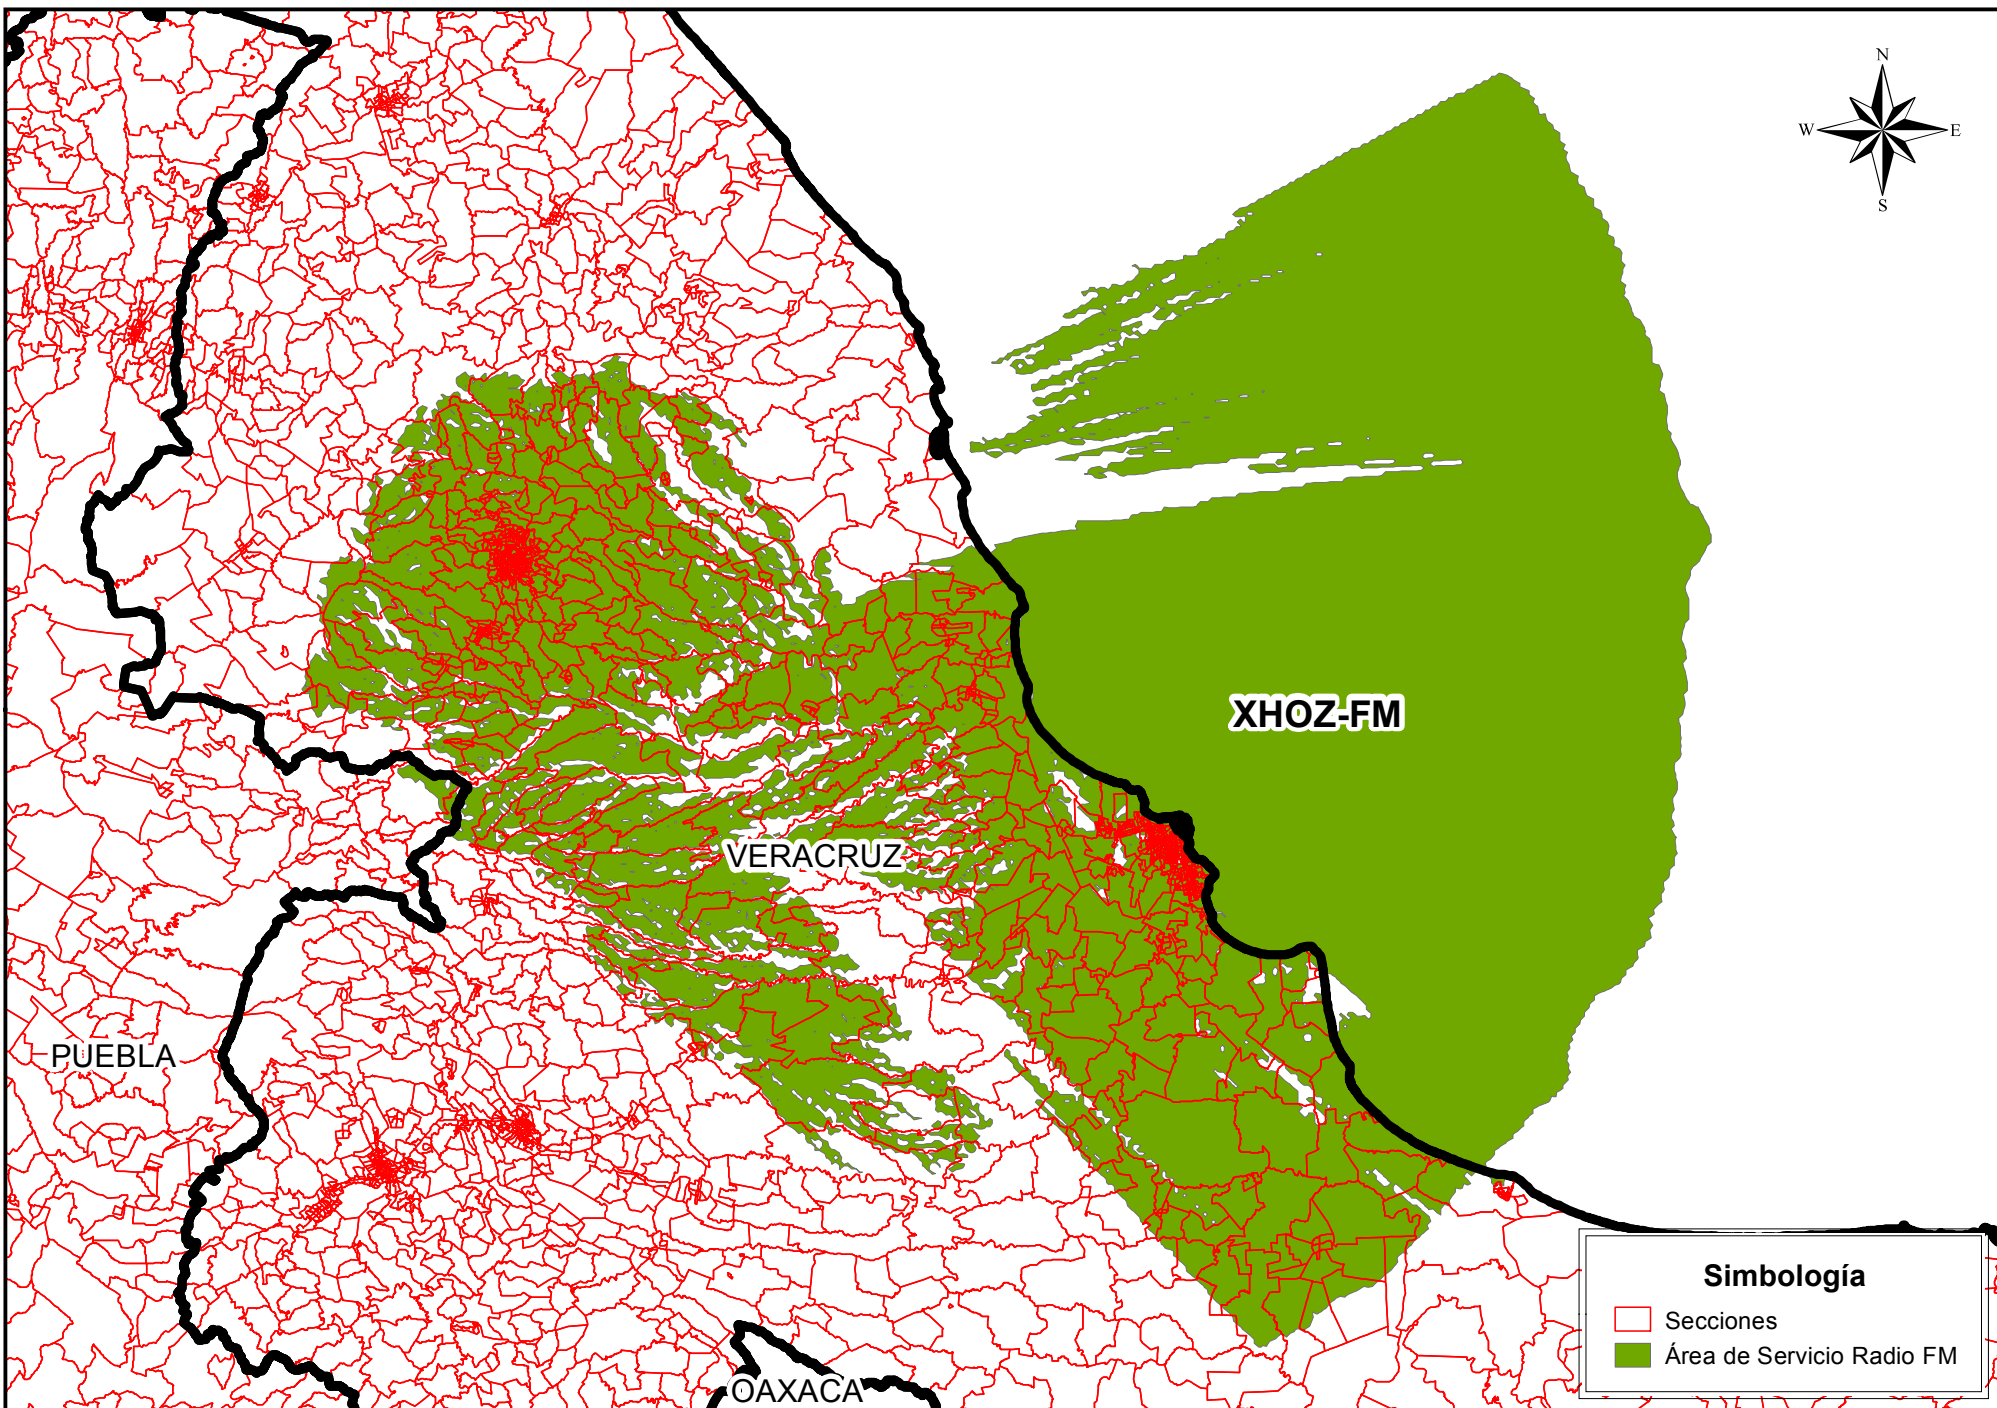 N
W E
S
XHOZ-FM
VERACRUZ
PUEBLA
OAXACA
Simbología
Secciones
Área de Servicio Radio FM